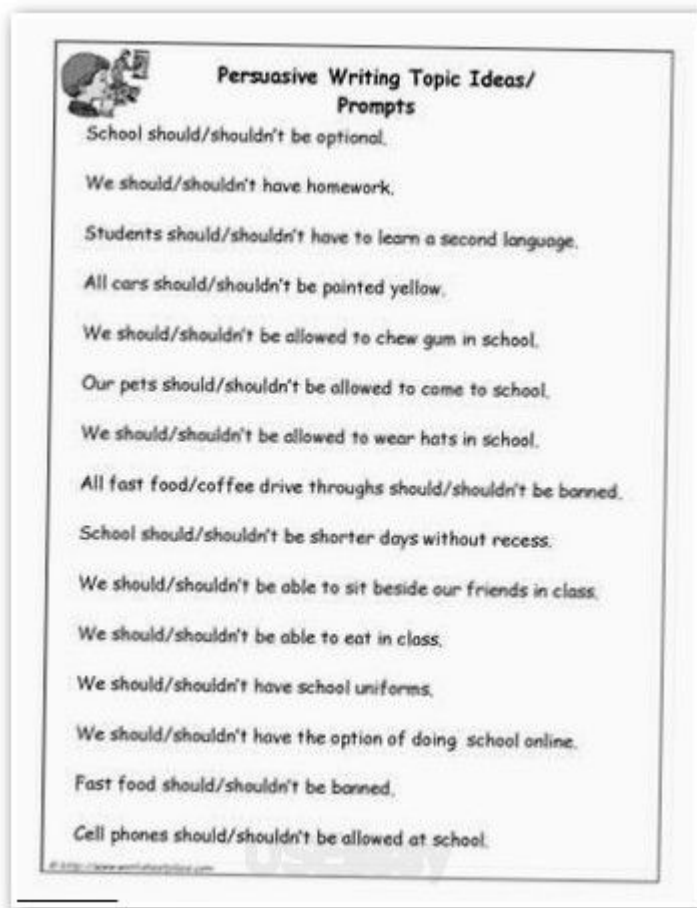 Persuasive Writing Topic Ideas/
Prompts
School should/shouldn't be optional.
We should/shouldn't have homework.
Students should/shouldn't have to learn a second language.
All cars should/shouldn't be painted yellow.
We should/shouldn't be allowed to chew gum in school.
Our pets should/shouldn't be allowed to come to school.
We should/shouldn't be allowed to wear hats in school.
All fast food/coffee drive throughs should/shouldn't be banned.
School should/shouldn't be shorter days without recess.
We should/shouldn't be able to sit beside our friends in class.
We should/shouldn't be able to eat in class.
We should/shouldn't have school uniforms.
We should/shouldn't have the option of doing school online.
Fast food should/shouldn't be banned.
Cell phones should/shouldn't be allowed at school.